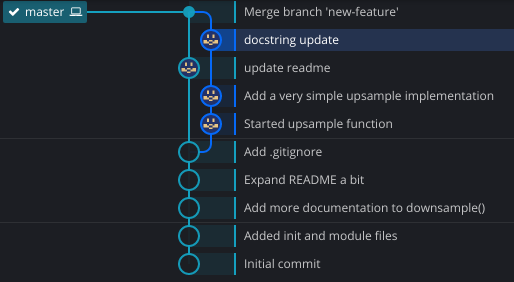 master
Merge branch 'new-feature'
docstring update
update readme
Add a very simple upsample implementation
Started upsample function
Add .gitignore
Expand README a bit
Add more documentation to downsample()
Added init and module files
Initial commit